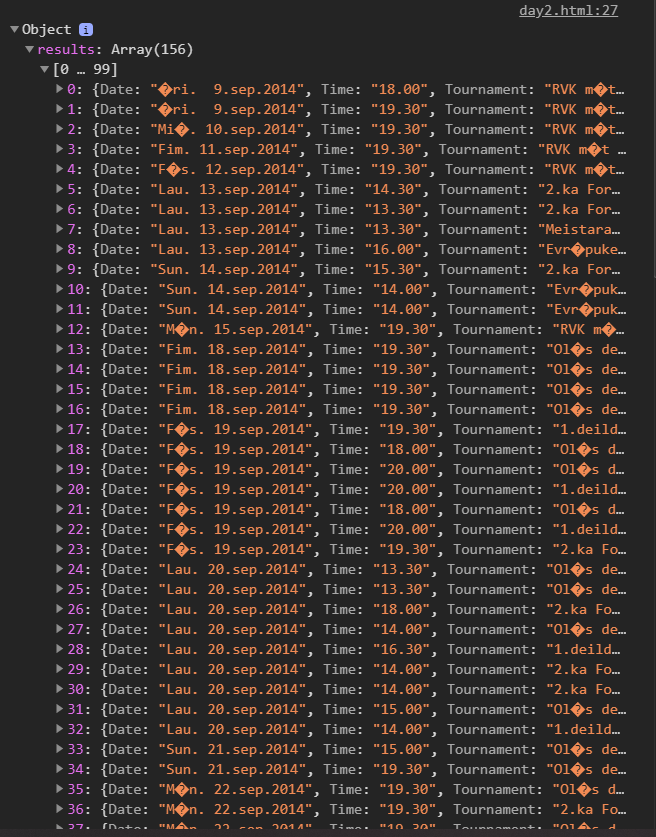 day2.html:27
▼Object i
▼results: Array(156)
▼[0 … 99]
▶0: {Date: "�ri.  9.sep.2014", Time: "18.00", Tournament: "RVK m�t…
▶1: {Date: "�ri.  9.sep.2014", Time: "19.30", Tournament: "RVK m�t…
▶2: {Date: "Mi�. 10.sep.2014", Time: "19.30", Tournament: "RVK m�t…
▶3: {Date: "Fim. 11.sep.2014", Time: "19.30", Tournament: "RVK m�t …
▶4: {Date: "F�s. 12.sep.2014", Time: "19.30", Tournament: "RVK m�t…
▶5: {Date: "Lau. 13.sep.2014", Time: "14.30", Tournament: "2.ka For…
▶6: {Date: "Lau. 13.sep.2014", Time: "13.30", Tournament: "2.ka For…
▶7: {Date: "Lau. 13.sep.2014", Time: "13.30", Tournament: "Meistara…
▶8: {Date: "Lau. 13.sep.2014", Time: "16.00", Tournament: "Evr�puke…
▶9: {Date: "Sun. 14.sep.2014", Time: "15.30", Tournament: "2.ka For…
▶10: {Date: "Sun. 14.sep.2014", Time: "14.00", Tournament: "Evr�puk…
▶11: {Date: "Sun. 14.sep.2014", Time: "14.00", Tournament: "Evr�puk…
▶12: {Date: "M�n. 15.sep.2014", Time: "19.30", Tournament: "RVK m�…
▶13: {Date: "Fim. 18.sep.2014", Time: "19.30", Tournament: "Ol�s de…
▶14: {Date: "Fim. 18.sep.2014", Time: "19.30", Tournament: "Ol�s de…
▶15: {Date: "Fim. 18.sep.2014", Time: "19.30", Tournament: "Ol�s de…
▶16: {Date: "Fim. 18.sep.2014", Time: "19.30", Tournament: "Ol�s de…
▶17: {Date: "F�s. 19.sep.2014", Time: "19.30", Tournament: "1.deild…
▶18: {Date: "F�s. 19.sep.2014", Time: "18.00", Tournament: "Ol�s d…
▶19: {Date: "F�s. 19.sep.2014", Time: "20.00", Tournament: "Ol�s d…
▶20: {Date: "F�s. 19.sep.2014", Time: "20.00", Tournament: "1.deild…
▶21: {Date: "F�s. 19.sep.2014", Time: "18.00", Tournament: "Ol�s d…
▶22: {Date: "F�s. 19.sep.2014", Time: "20.00", Tournament: "1.deild…
▶23: {Date: "F�s. 19.sep.2014", Time: "19.30", Tournament: "2.ka Fo…
▶24: {Date: "Lau. 20.sep.2014", Time: "13.30", Tournament: "Ol�s de…
▶25: {Date: "Lau. 20.sep.2014", Time: "13.30", Tournament: "Ol�s de…
▶26: {Date: "Lau. 20.sep.2014", Time: "18.00", Tournament: "2.ka Fo…
▶27: {Date: "Lau. 20.sep.2014", Time: "14.00", Tournament: "Ol�s de…
▶28: {Date: "Lau. 20.sep.2014", Time: "16.30", Tournament: "1.deild…
▶29: {Date: "Lau. 20.sep.2014", Time: "14.00", Tournament: "2.ka Fo…
▶30: {Date: "Lau. 20.sep.2014", Time: "14.00", Tournament: "2.ka Fo…
▶31: {Date: "Lau. 20.sep.2014", Time: "15.00", Tournament: "Ol�s de…
▶32: {Date: "Lau. 20.sep.2014", Time: "14.00", Tournament: "1.deild…
▶33: {Date: "Sun. 21.sep.2014", Time: "15.00", Tournament: "Ol�s de…
▶34: {Date: "Sun. 21.sep.2014", Time: "19.30", Tournament: "Ol�s de…
▶35: {Date: "M�n. 22.sep.2014", Time: "19.30", Tournament: "Ol�s d…
▶36: {Date: "M�n. 22.sep.2014", Time: "19.30", Tournament: "2.ka Fo…
▶37: {Date: "M�n. 22.sep.2014", Time: "19.30", Tournament: "Ol�s d…